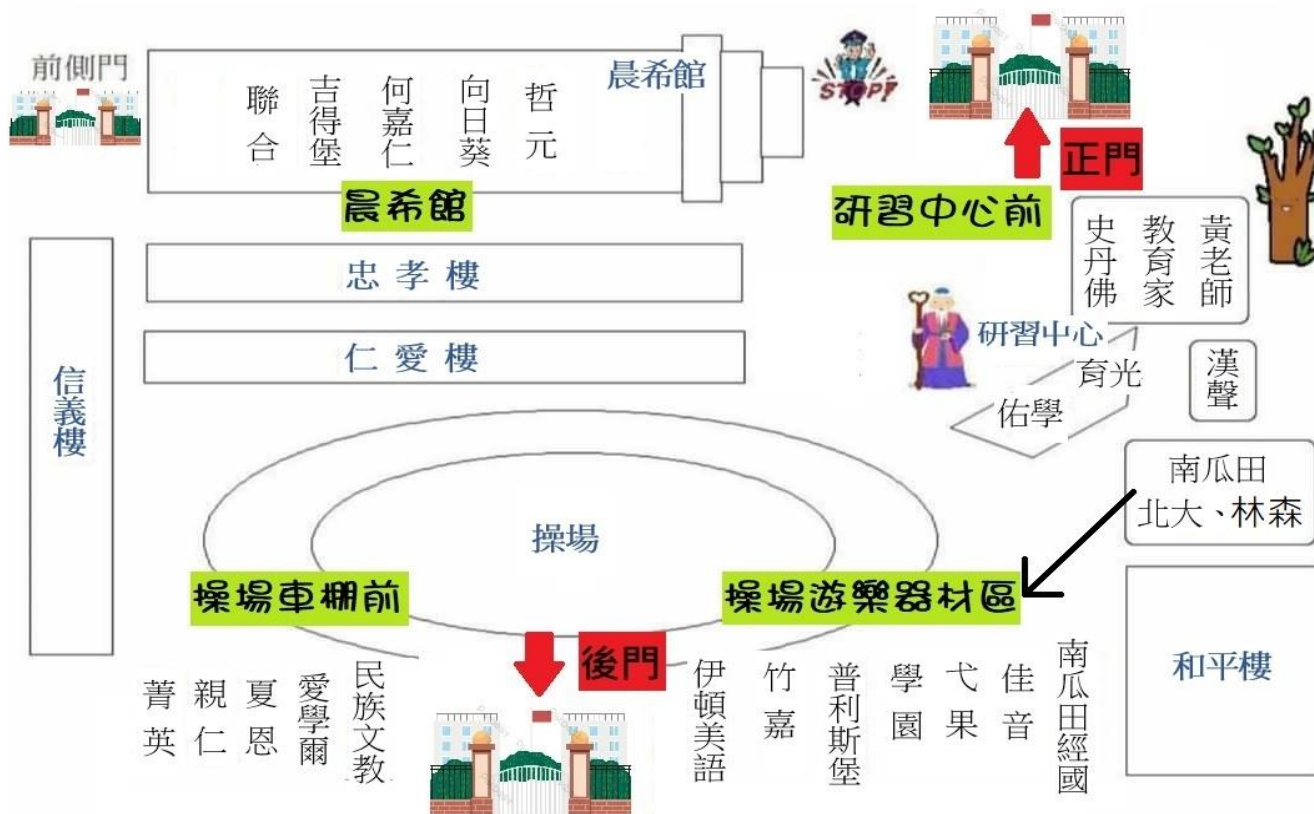 前側門
聯合
吉得堡
何嘉仁
向日葵
哲元
晨希館
STOP!
正門
晨希館
研習中心前
史丹佛
教育家
黃老師
忠孝樓
研習中心
仁愛樓
育光
漢聲
佑學
信義樓
南瓜田
北大、林森
操場
操場車棚前
操場遊樂器材區
後門
和平樓
菁英
親仁
夏恩
愛學爾
民族文教
伊頓美語
竹嘉
普利斯堡
學園
弋果
佳音
南瓜田經國